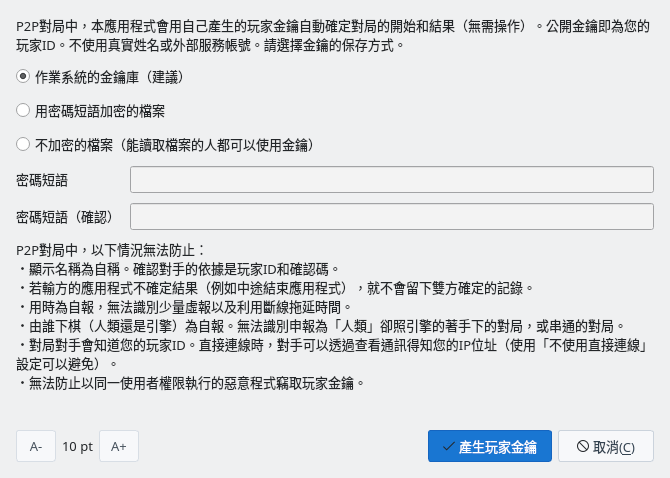 P2P對局中，本應用程式會用自己產生的玩家金鑰自動確定對局的開始和結果（無需操作）。公開金鑰即為您的
玩家ID。不使用真實姓名或外部服務帳號。請選擇金鑰的保存方式。
作業系統的金鑰庫（建議）
用密碼短語加密的檔案
不加密的檔案（能讀取檔案的人都可以使用金鑰）
密碼短語
密碼短語（確認）
P2P對局中，以下情況無法防止：
・顯示名稱為自稱。確認對手的依據是玩家ID和確認碼。
・若輸方的應用程式不確定結果（例如中途結束應用程式），就不會留下雙方確定的記錄。
・用時為自報，無法識別少量虛報以及利用斷線拖延時間。
・由誰下棋（人類還是引擎）為自報。無法識別申報為「人類」卻照引擎的著手下的對局，或串通的對局。
・對局對手會知道您的玩家ID。直接連線時，對手可以透過查看通訊得知您的IP位址（使用「不使用直接連線」
設定可以避免）。
・無法防止以同一使用者權限執行的惡意程式竊取玩家金鑰。
A- 10 pt A+ 產生玩家金鑰 取消(C)